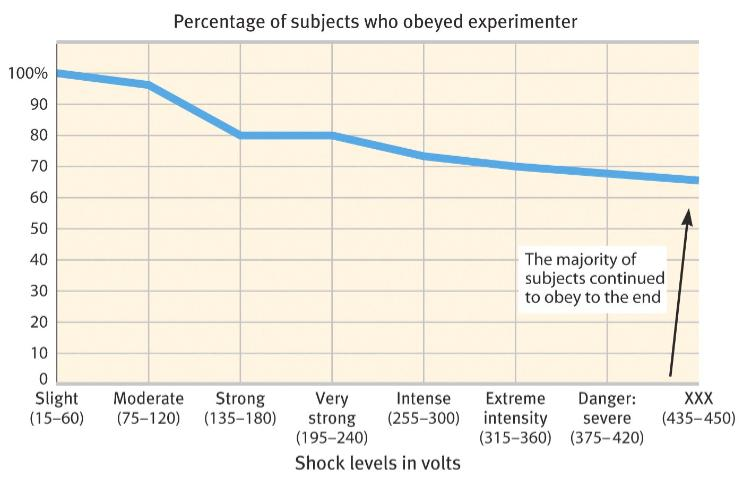 Percentage of subjects who obeyed experimenter
100%
90
80
70
60
50
40
30
20
10
0
The majority of
subjects continued
to obey to the end
Slight
(15–60)
Moderate
(75–120)
Strong
(135–180)
Very
strong
(195–240)
Intense
(255–300)
Extreme
intensity
(315–360)
Danger:
severe
(375–420)
XXX
(435–450)
Shock levels in volts